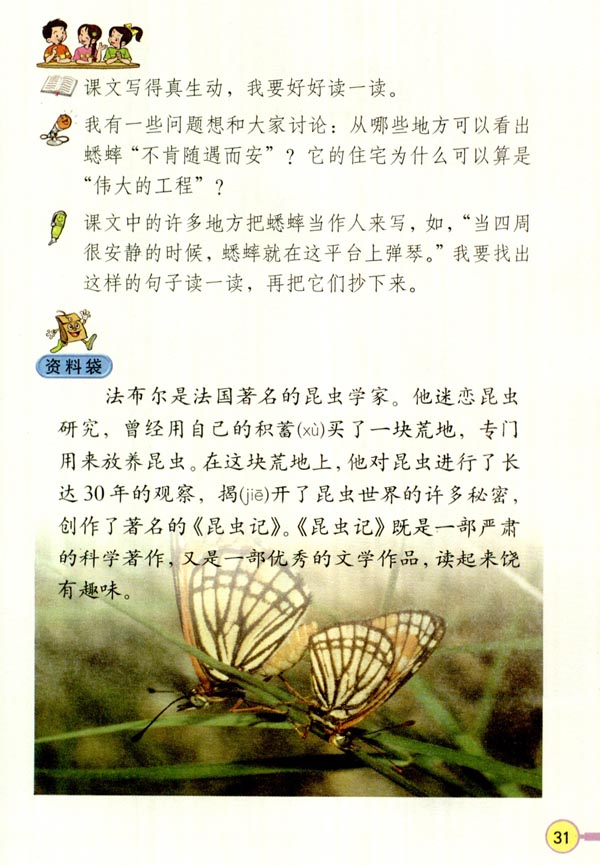 课文写得真生动，我要好好读一读。
我有一些问题想和大家讨论：从哪些地方可以看出
蟋蟀“不肯随遇而安”？它的住宅为什么可以算是
“伟大的工程”？
课文中的许多地方把蟋蟀当作人来写，如，“当四周
很安静的时候，蟋蟀就在这平台上弹琴。”我要找出
这样的句子读一读，再把它们抄下来。
资料袋
法布尔是法国著名的昆虫学家。他迷恋昆虫
研究，曾经用自己的积蓄(xù)买了一块荒地，专门
用来放养昆虫。在这块荒地上，他对昆虫进行了长
达30年的观察，揭(jiē)开了昆虫世界的许多秘密，
创作了著名的《昆虫记》。《昆虫记》既是一部严肃
的科学著作，又是一部优秀的文学作品，读起来饶
有趣味。
31